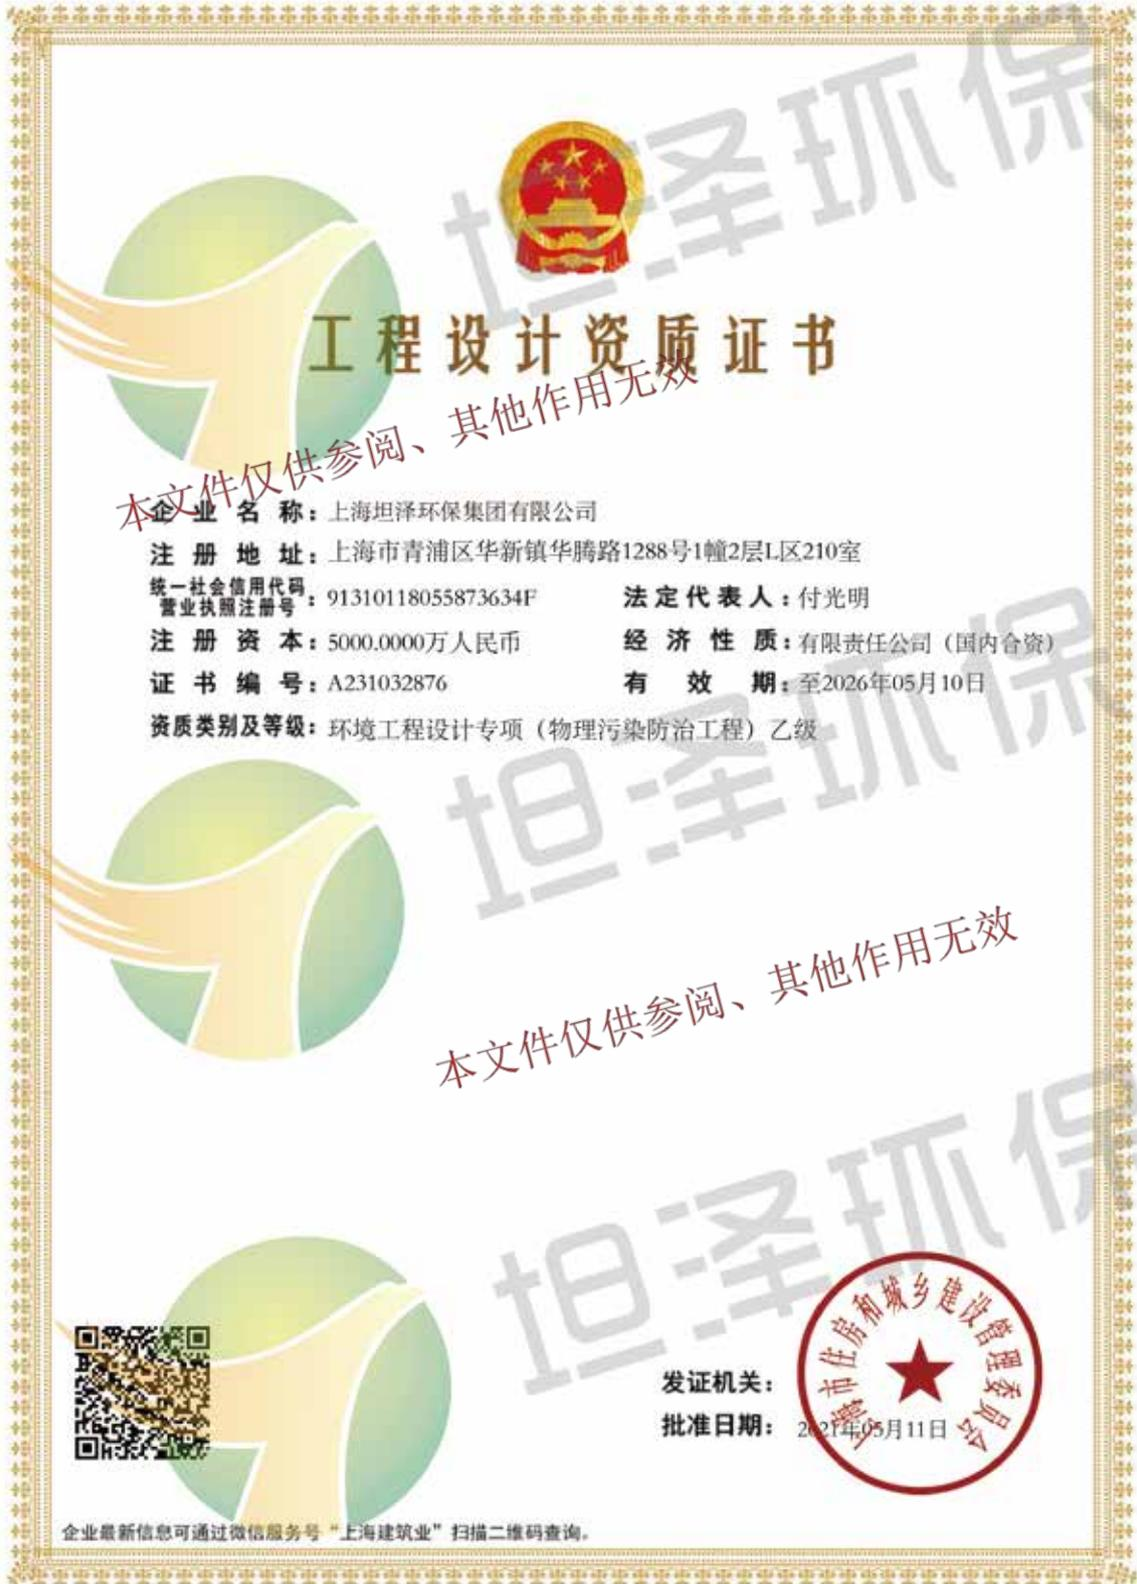 坦泽环保
工程设计资质证书
本文件仅供参阅、其他作用无效
企业名称：上海坦泽环保集团有限公司
注册地址：上海市青浦区华新镇华腾路1288号1幢2层L区210室
统一社会信用代码
营业执照注册号：91310118055873634F
法定代表人：付光明
注册资本：5000.0000万人民币
经济性质：有限责任公司（国内合资）
证书编号：A231032876
有效期：至2026年05月10日
资质类别及等级：环境工程设计专项（物理污染防治工程）乙级
坦泽环保
本文件仅供参阅、其他作用无效
坦泽环保
上海市住房和城乡建设管理委员会
发证机关：
批准日期：2021年05月11日
企业最新信息可通过微信服务号“上海建筑业”扫描二维码查询。